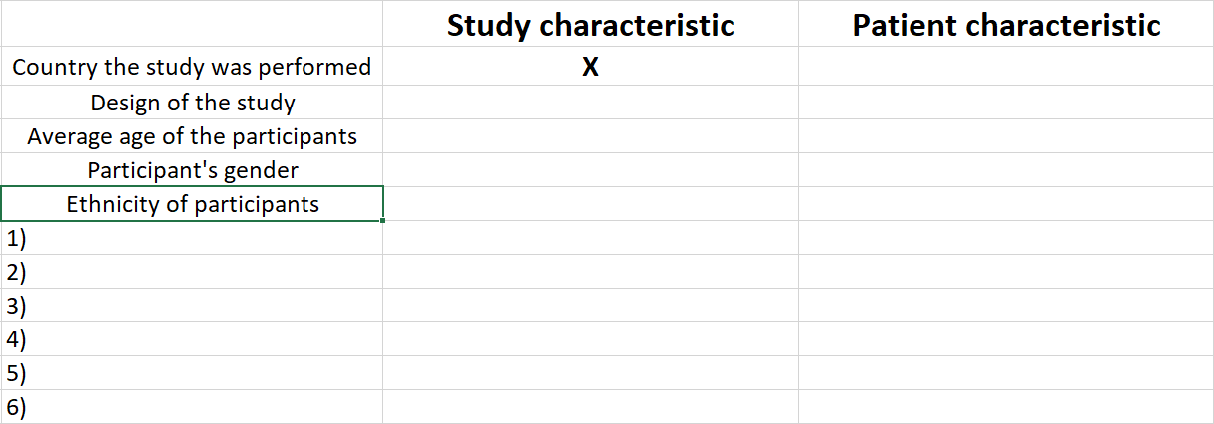 Study characteristic Patient characteristic
Country the study was performed X
Design of the study
Average age of the participants
Participant's gender
Ethnicity of participants
1)
2)
3)
4)
5)
6)